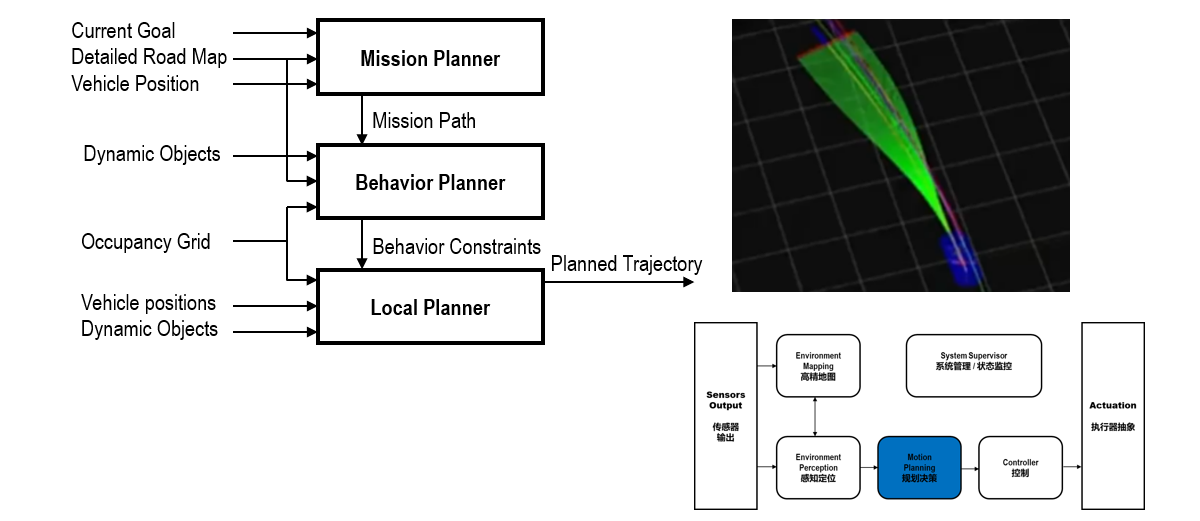 Current Goal
Detailed Road Map
Vehicle Position
Mission Planner
Mission Path
Dynamic Objects
Behavior Planner
Occupancy Grid
Behavior Constraints
Planned Trajectory
Vehicle positions
Dynamic Objects
Local Planner
Sensors
Output
传感器
输出
Environment
Mapping
高精地图
System Supervisor
系统管理 / 状态监控
Environment
Perception
感知定位
Motion
Planning
规划决策
Controller
控制
Actuation
执行器抽象